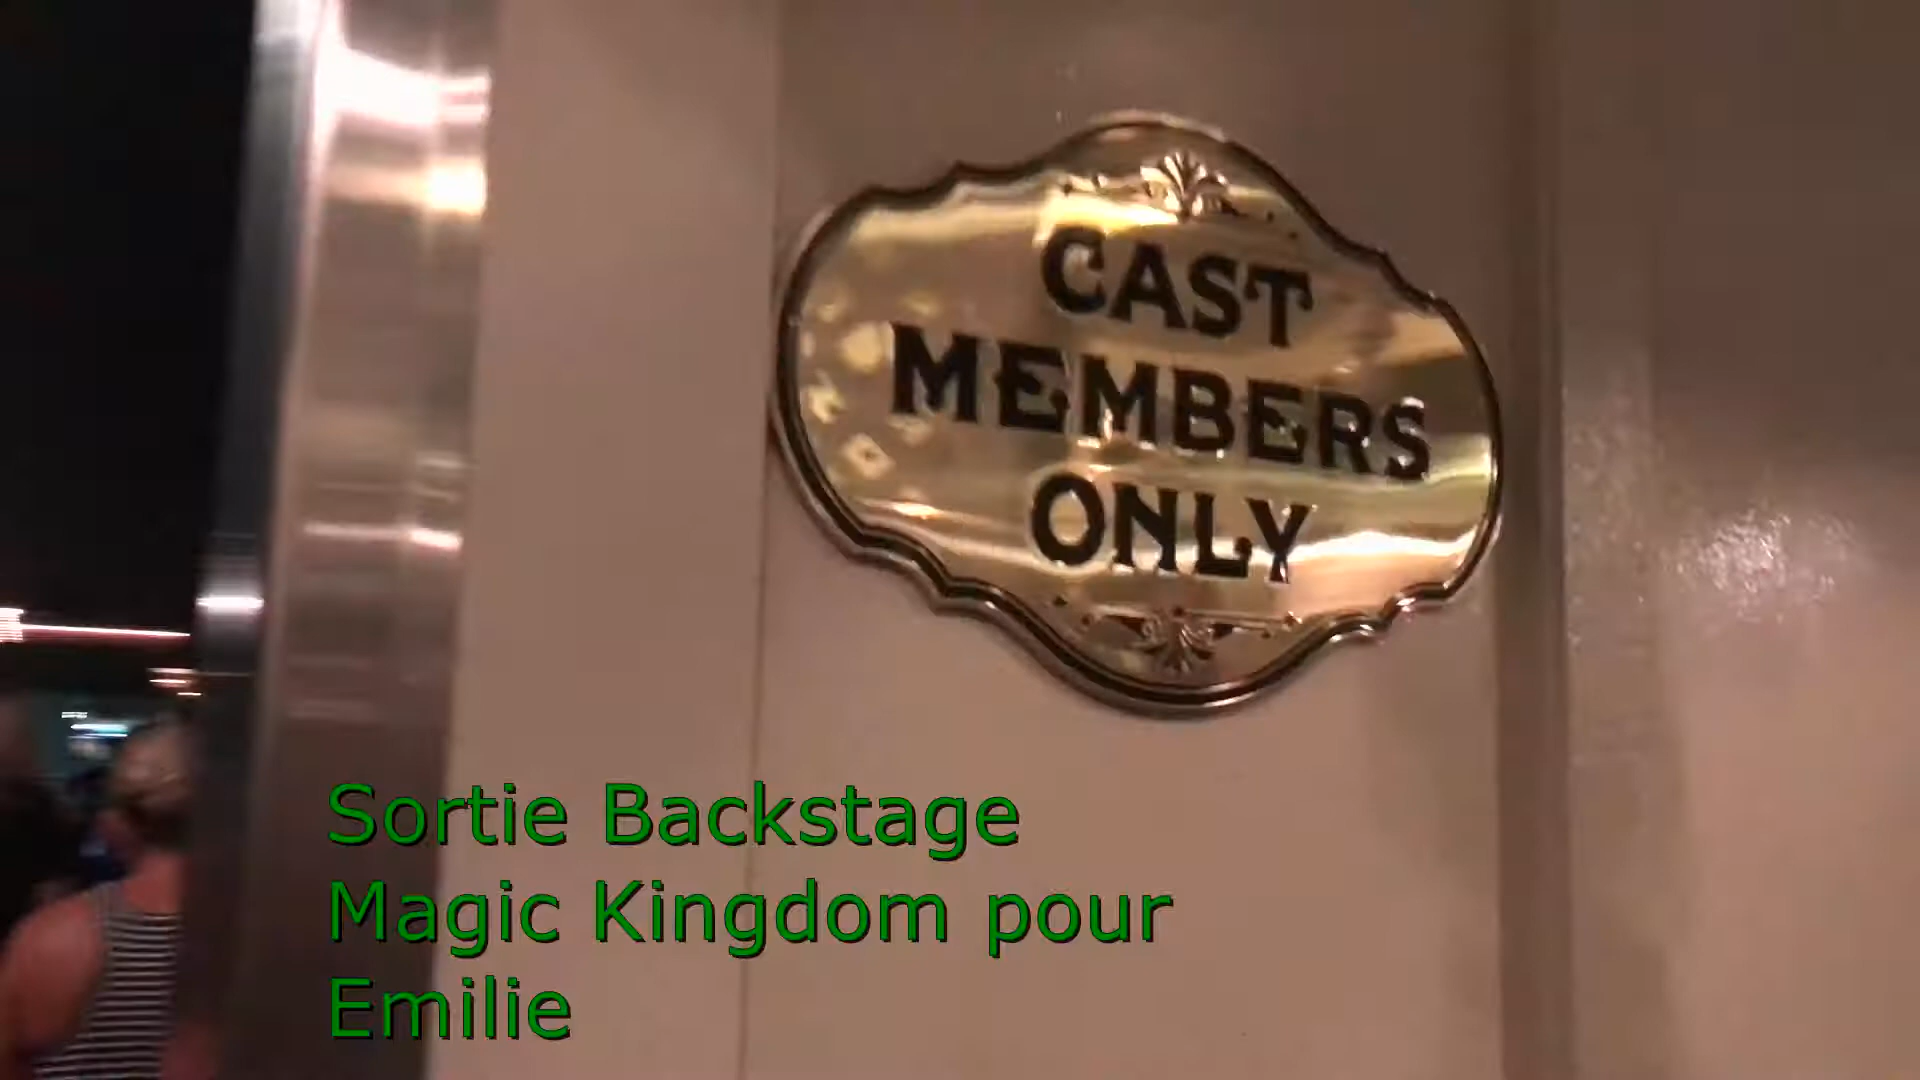 CAST
MEMBERS
ONLY
Sortie Backstage
Magic Kingdom pour
Emilie